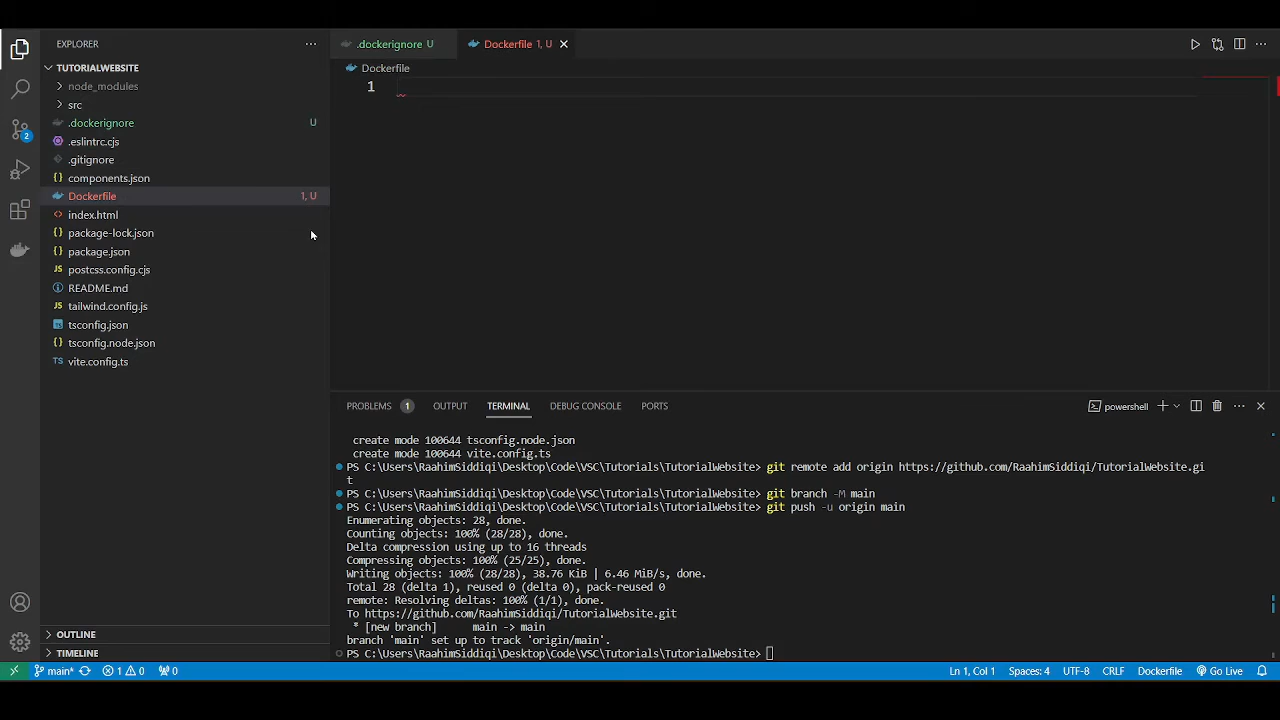 EXPLORER
TUTORIALWEBSITE
node_modules
src
.dockerignore U
.eslintrc.cjs
.gitignore
components.json
Dockerfile 1, U
index.html
package-lock.json
package.json
postcss.config.cjs
README.md
tailwind.config.js
tsconfig.json
tsconfig.node.json
vite.config.ts
OUTLINE
TIMELINE
.dockerignore U
Dockerfile 1, U
Dockerfile
1
PROBLEMS 1 OUTPUT TERMINAL DEBUG CONSOLE PORTS
powershell
create mode 100644 tsconfig.node.json
create mode 100644 vite.config.ts
PS C:\Users\RaahimSiddiqi\Desktop\Code\VSC\Tutorials\TutorialWebsite> git remote add origin https://github.com/RaahimSiddiqi/TutorialWebsite.gi
t
PS C:\Users\RaahimSiddiqi\Desktop\Code\VSC\Tutorials\TutorialWebsite> git branch -M main
PS C:\Users\RaahimSiddiqi\Desktop\Code\VSC\Tutorials\TutorialWebsite> git push -u origin main
Enumerating objects: 28, done.
Counting objects: 100% (28/28), done.
Delta compression using up to 16 threads
Compressing objects: 100% (25/25), done.
Writing objects: 100% (28/28), 38.76 KiB | 6.46 MiB/s, done.
Total 28 (delta 1), reused 0 (delta 0), pack-reused 0
remote: Resolving deltas: 100% (1/1), done.
To https://github.com/RaahimSiddiqi/TutorialWebsite.git
* [new branch] main -> main
branch 'main' set up to track 'origin/main'.
PS C:\Users\RaahimSiddiqi\Desktop\Code\VSC\Tutorials\TutorialWebsite>
main* 1 0 0
Ln 1, Col 1 Spaces: 4 UTF-8 CRLF Dockerfile Go Live
2